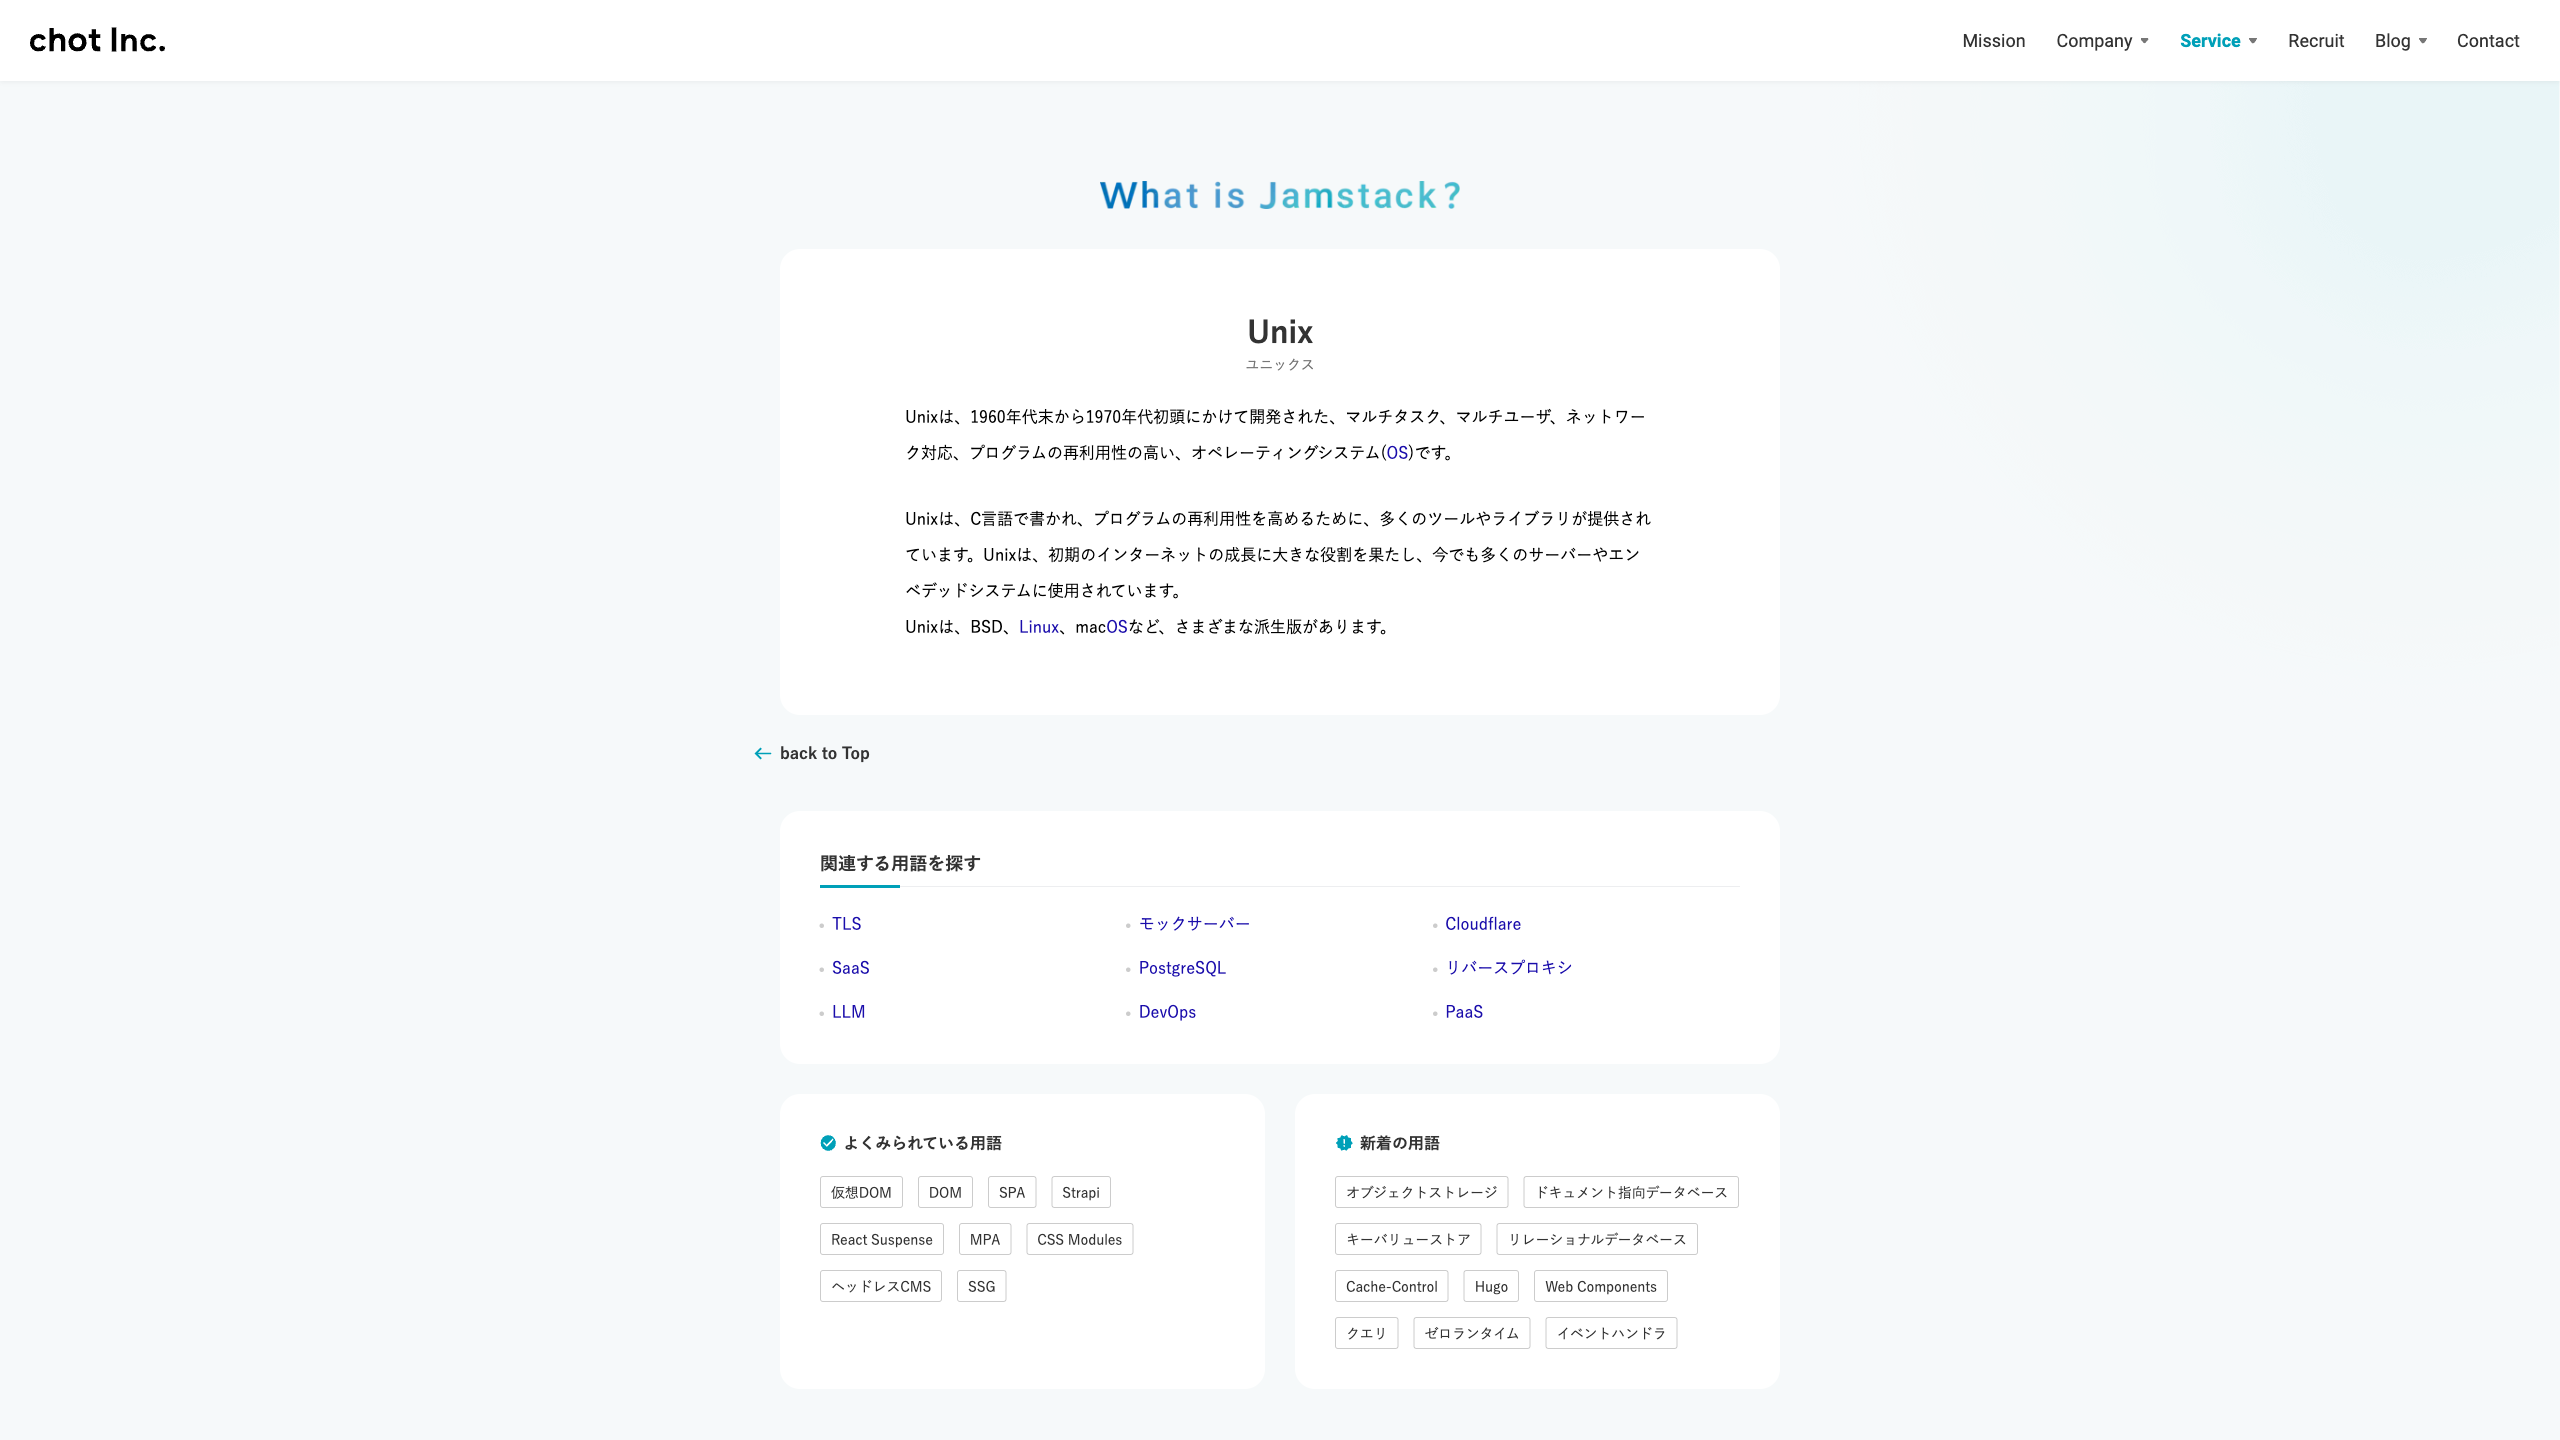 chot Inc.
Mission Company Service Recruit Blog Contact
What is Jamstack?
Unix
ユニックス
Unixは、1960年代末から1970年代初頭にかけて開発された、マルチタスク、マルチユーザ、ネットワー
ク対応、プログラムの再利用性の高い、オペレーティングシステム(OS)です。
Unixは、C言語で書かれ、プログラムの再利用性を高めるために、多くのツールやライブラリが提供され
ています。Unixは、初期のインターネットの成長に大きな役割を果たし、今でも多くのサーバーやエン
ベデッドシステムに使用されています。
Unixは、BSD、Linux、macOSなど、さまざまな派生版があります。
back to Top
関連する用語を探す
TLS モックサーバー Cloudflare
SaaS PostgreSQL リバースプロキシ
LLM DevOps PaaS
よくみられている用語
仮想DOM DOM SPA Strapi
React Suspense MPA CSS Modules
ヘッドレスCMS SSG
新着の用語
オブジェクトストレージ ドキュメント指向データベース
キーバリューストア リレーショナルデータベース
Cache-Control Hugo Web Components
クエリ ゼロランタイム イベントハンドラ